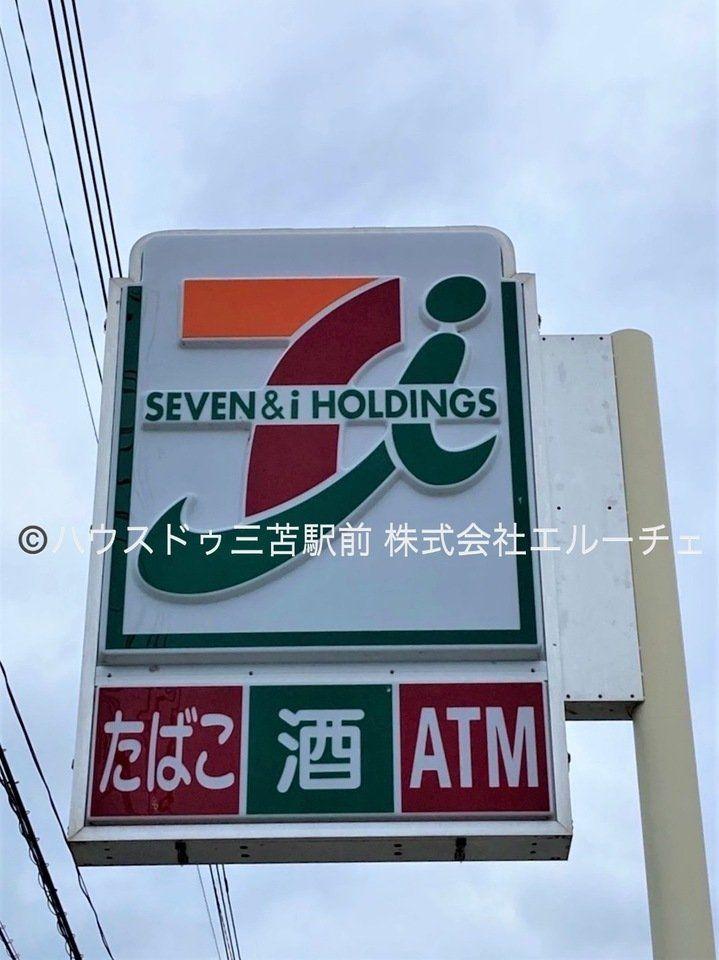 SEVEN & i HOLDINGS
©ハウスドゥ三苫駅前 株式会社エルーチェ
たばこ 酒 ATM